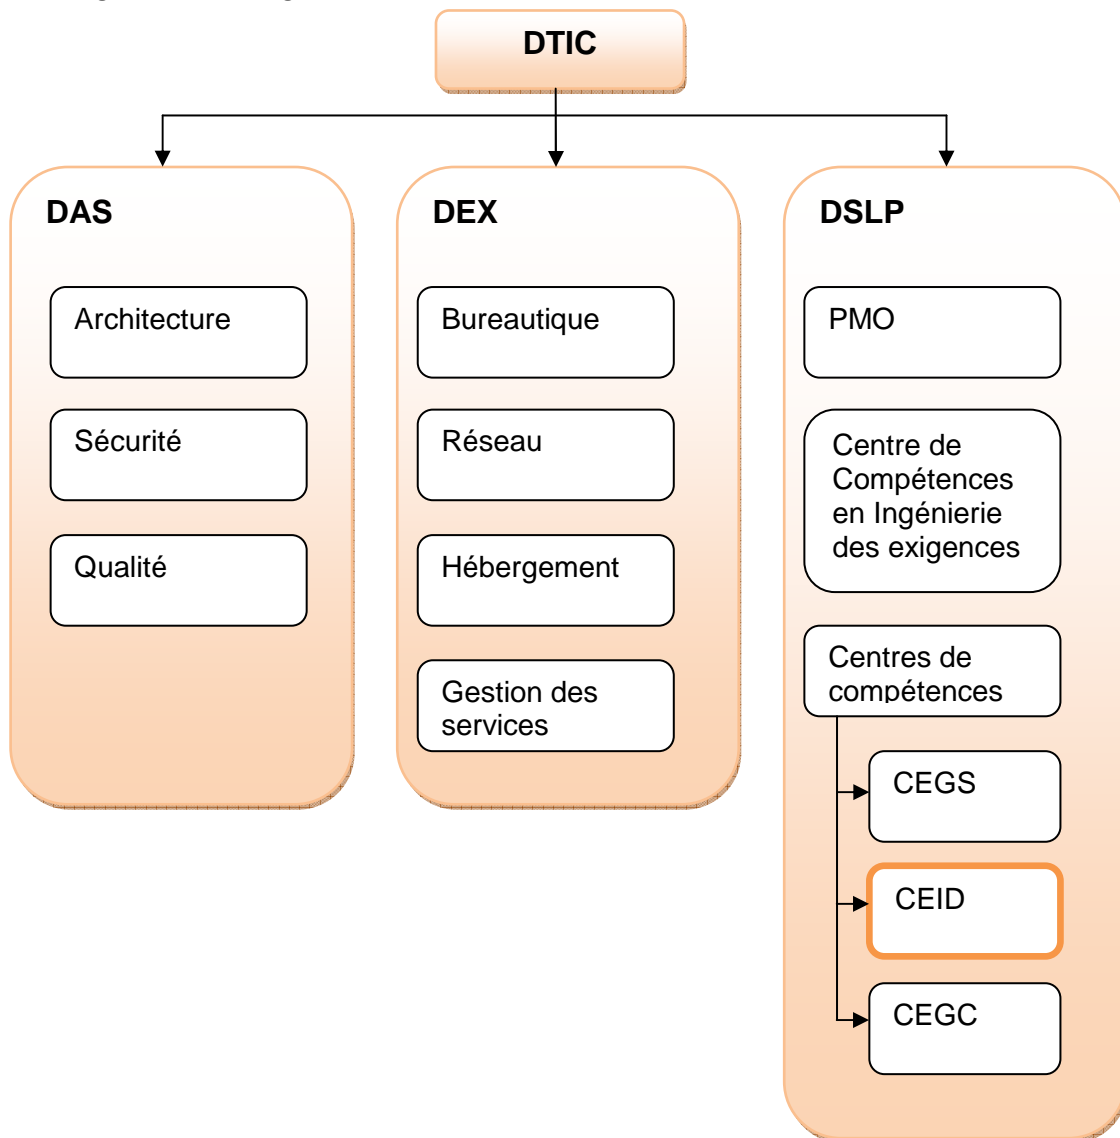 DTIC
DAS
Architecture
Sécurité
Qualité
DEX
Bureautique
Réseau
Hébergement
Gestion des
services
DSLP
PMO
Centre de
Compétences
en Ingénierie
des exigences
Centres de
compétences
CEGS
CEID
CEGC